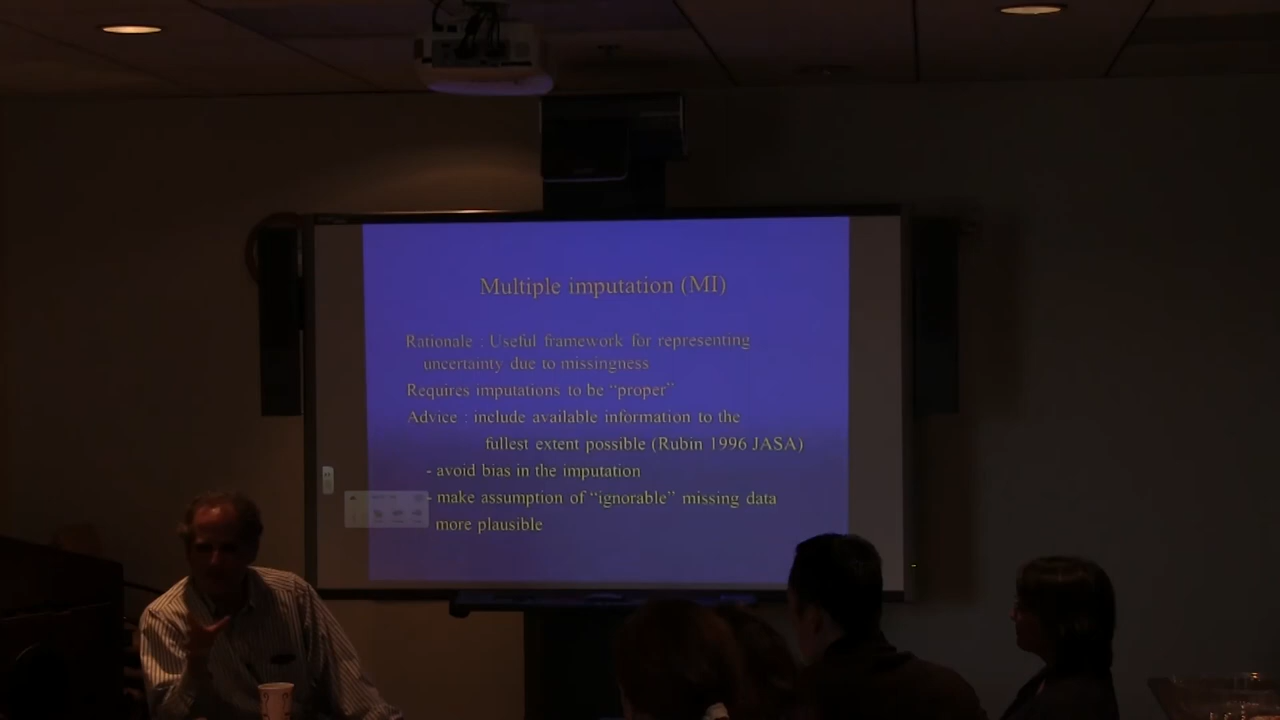 Multiple imputation (MI)
Rationale : Useful framework for representing
uncertainty due to missingness
Requires imputations to be “proper”
Advice : include available information to the
fullest extent possible (Rubin 1996 JASA)
- avoid bias in the imputation
- make assumption of “ignorable” missing data
more plausible